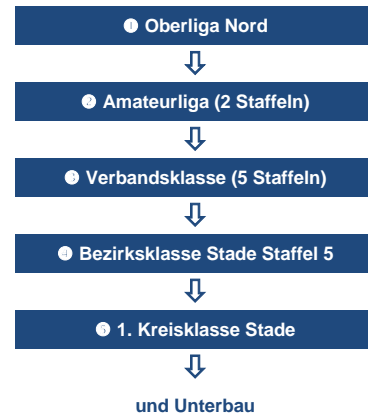 ❶ Oberliga Nord
❷ Amateurliga (2 Staffeln)
❸ Verbandsklasse (5 Staffeln)
❹ Bezirksklasse Stade Staffel 5
❺ 1. Kreisklasse Stade
und Unterbau